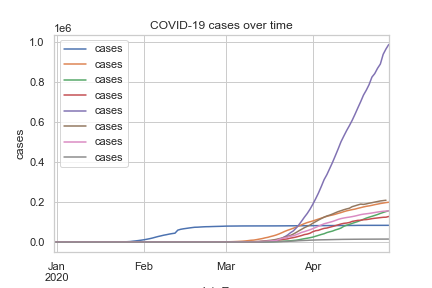 COVID-19 cases over time
1e6
1.0
0.8
0.6
0.4
0.2
0.0
cases
cases
cases
cases
cases
cases
cases
cases
cases
Jan
2020
Feb
Mar
Apr